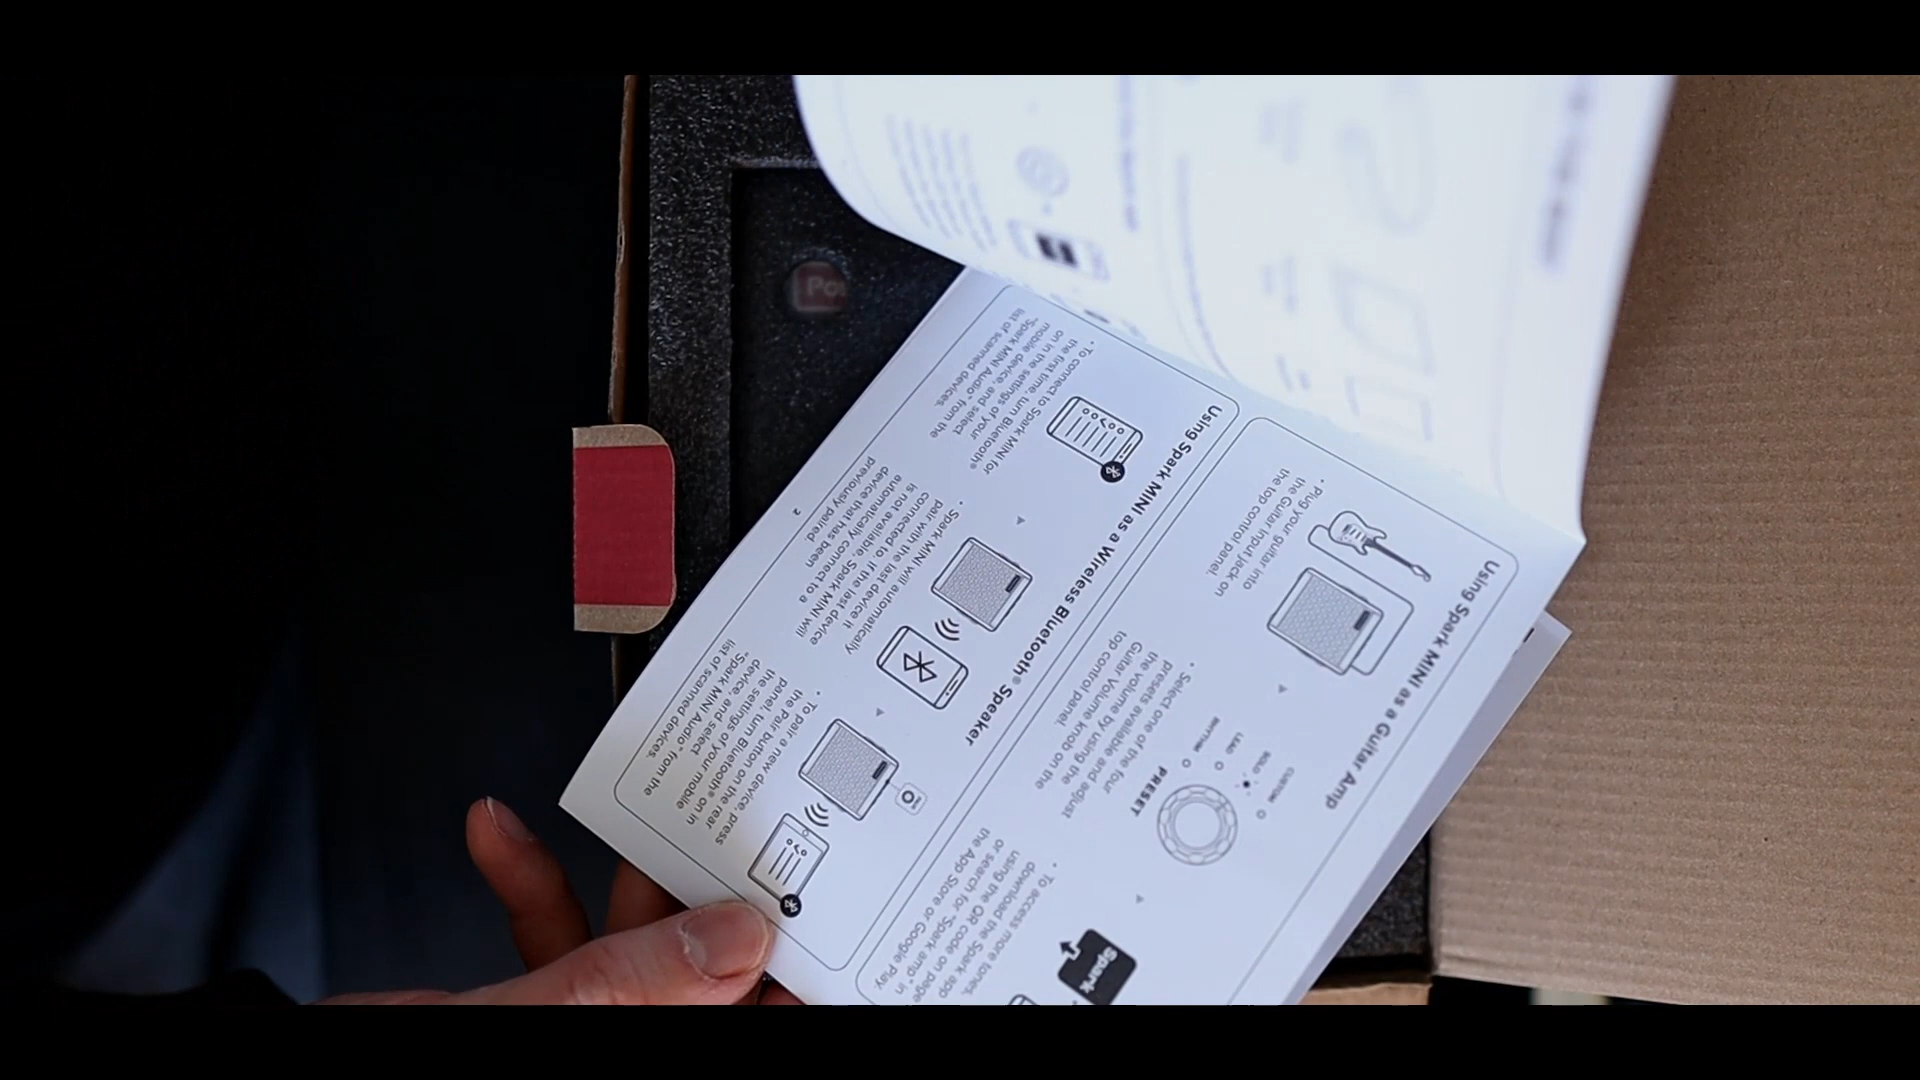 Using Spark MINI as a Guitar Amp
• Plug your guitar into
the Guitar Input jack on
the top control panel.
• Select one of the four
presets available and adjust
the volume by using the
Guitar Volume knob on the
top control panel.
PRESET
RHYTHM
LEAD
SOLO
CUSTOM
• To access more tones,
download the Spark app
using the QR code on page
or search for "Spark amp" in
the App Store or Google Play.
Spark
Using Spark MINI as a Wireless Bluetooth® Speaker
• To connect to Spark MINI for
the first time, turn Bluetooth®
on in the settings of your
mobile device, and select
"Spark MINI Audio" from the
list of scanned devices.
• Spark MINI will automatically
pair with the last device it
connected to. If the last device
is not available, Spark MINI will
automatically connect to a
device that has been
previously paired.
• To pair a new device, press
the Pair button on the rear
panel, turn Bluetooth® on in
the settings of your mobile
device, and select
"Spark MINI Audio" from the
list of scanned devices.
2